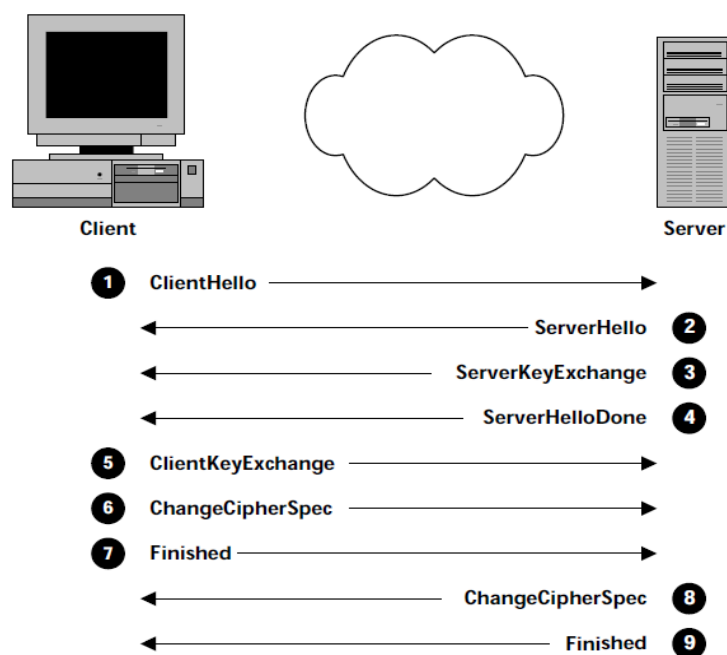 Client
Server
1 ClientHello
ServerHello 2
ServerKeyExchange 3
ServerHelloDone 4
5 ClientKeyExchange
6 ChangeCipherSpec
7 Finished
ChangeCipherSpec 8
Finished 9